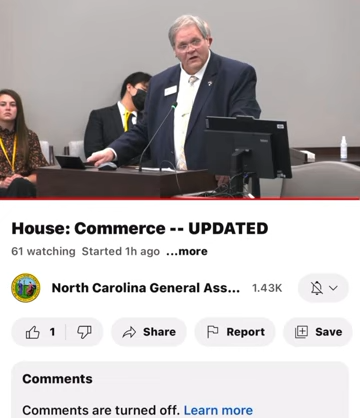 House: Commerce -- UPDATED
61 watching Started 1h ago ...more
North Carolina General Ass... 1.43K
1 Share Report Save
Comments
Comments are turned off. Learn more